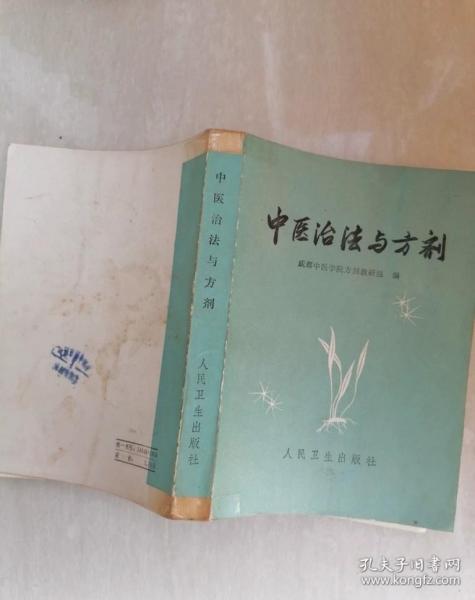 中医治法与方剂
成都中医学院方剂教研组 编
人民卫生出版社
中医治法与方剂
人民卫生出版社
孔夫子旧书网
www.kongfz.com